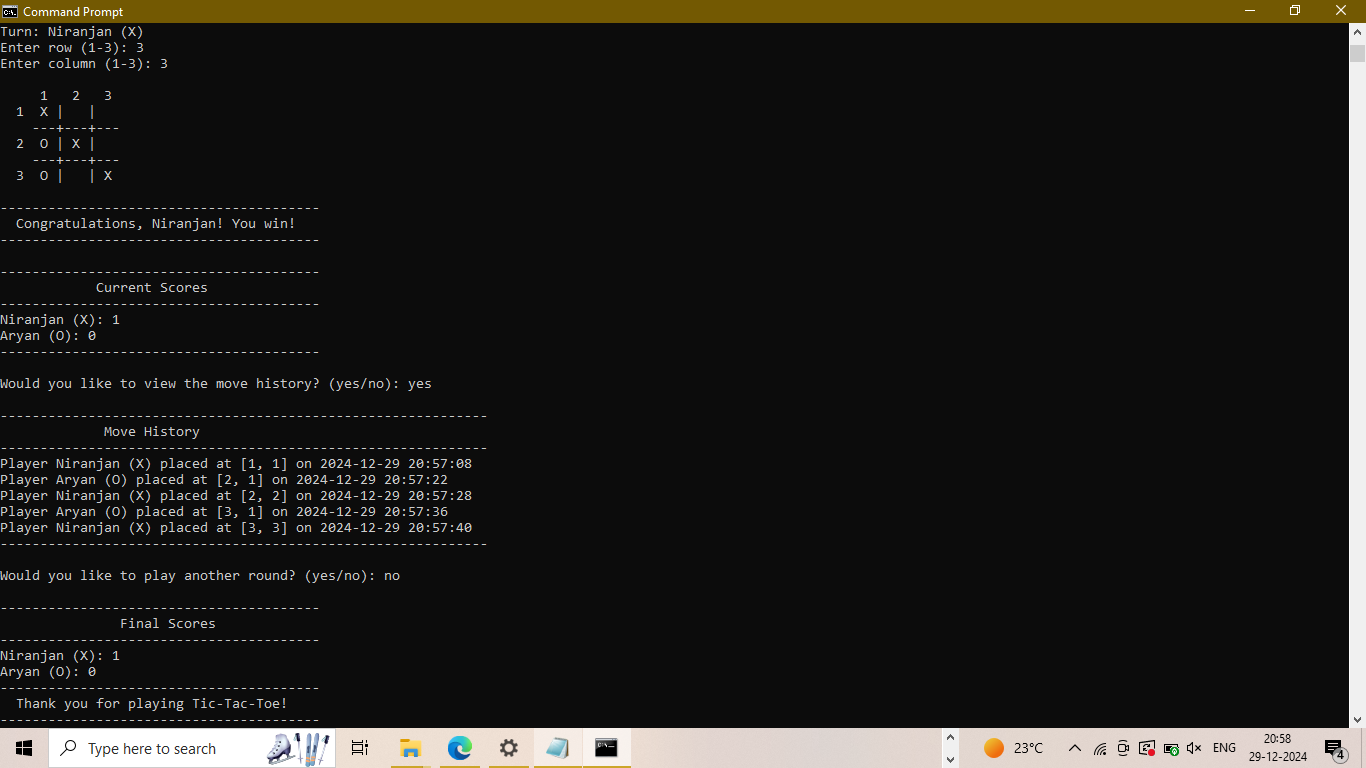 Command Prompt
Turn: Niranjan (X)
Enter row (1-3): 3
Enter column (1-3): 3
1 2 3
1 X | |
---+---+---
2 O | X |
---+---+---
3 O | | X
----------------------------------------
Congratulations, Niranjan! You win!
----------------------------------------
----------------------------------------
Current Scores
----------------------------------------
Niranjan (X): 1
Aryan (O): 0
----------------------------------------
Would you like to view the move history? (yes/no): yes
-------------------------------------------------------------
Move History
-------------------------------------------------------------
Player Niranjan (X) placed at [1, 1] on 2024-12-29 20:57:08
Player Aryan (O) placed at [2, 1] on 2024-12-29 20:57:22
Player Niranjan (X) placed at [2, 2] on 2024-12-29 20:57:28
Player Aryan (O) placed at [3, 1] on 2024-12-29 20:57:36
Player Niranjan (X) placed at [3, 3] on 2024-12-29 20:57:40
-------------------------------------------------------------
Would you like to play another round? (yes/no): no
----------------------------------------
Final Scores
----------------------------------------
Niranjan (X): 1
Aryan (O): 0
----------------------------------------
Thank you for playing Tic-Tac-Toe!
----------------------------------------
Type here to search
23°C
ENG
20:58
29-12-2024
4